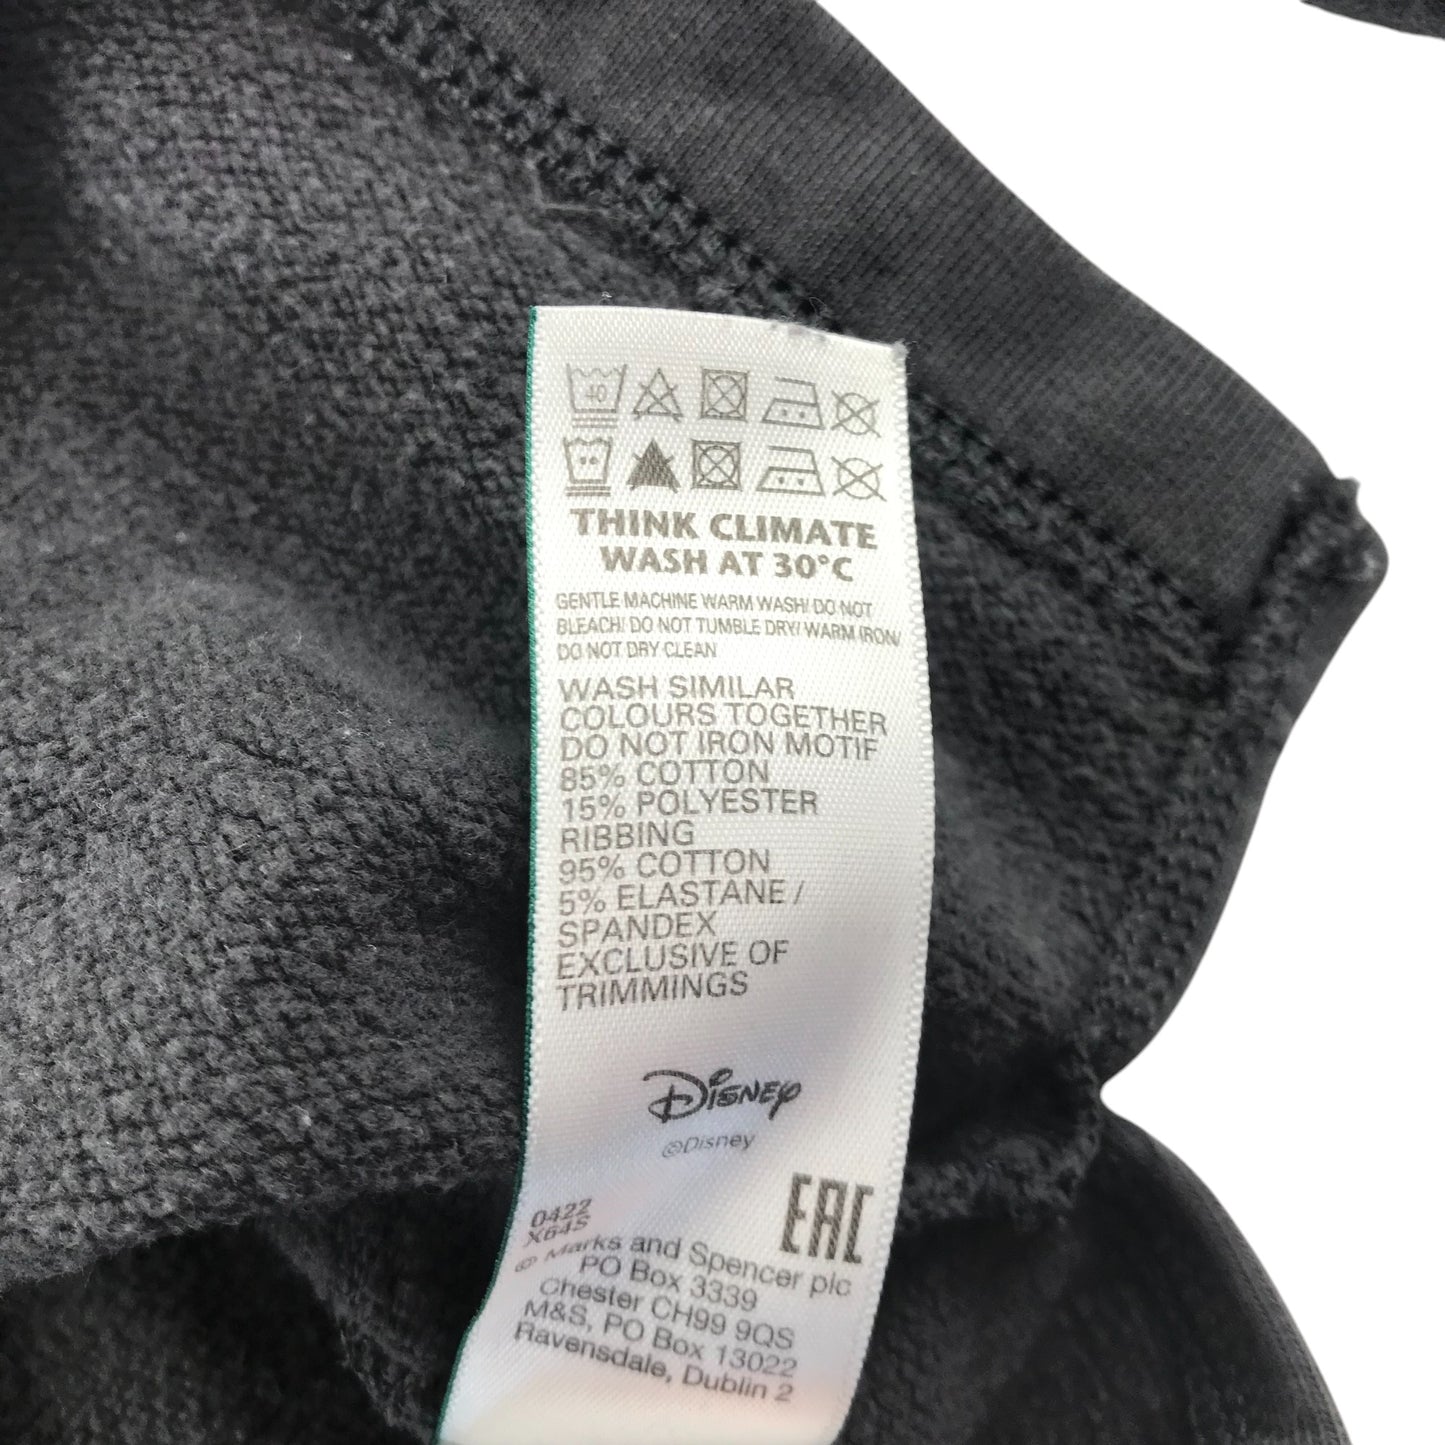 40
THINK CLIMATE
WASH AT 30°C
GENTLE MACHINE WARM WASH/ DO NOT
BLEACH/ DO NOT TUMBLE DRY/ WARM IRON/
DO NOT DRY CLEAN
WASH SIMILAR
COLOURS TOGETHER
DO NOT IRON MOTIF
85% COTTON
15% POLYESTER
RIBBING
95% COTTON
5% ELASTANE /
SPANDEX
EXCLUSIVE OF
TRIMMINGS
Disney
©Disney
EAC
0422
X64S
© Marks and Spencer plc
PO Box 3339
Chester CH99 9QS
M&S, PO Box 13022
Ravensdale, Dublin 2